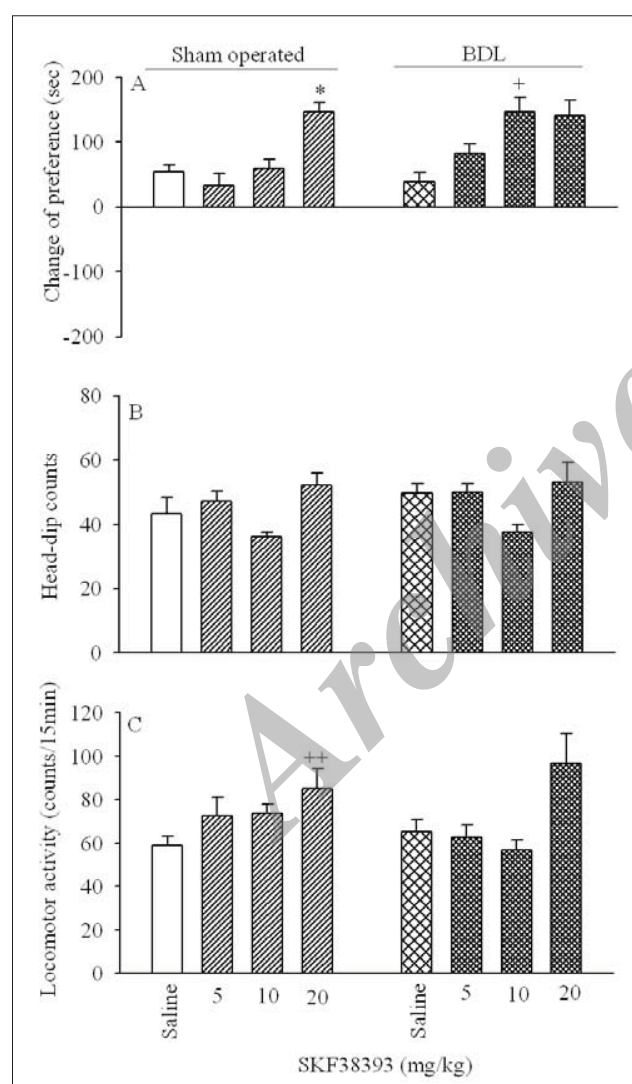 Sham operated BDL
A
Change of preference (sec)
200
100
0
-100
-200
*
+
B
Head-dip counts
80
60
40
20
0
C
Locomotor activity (counts/15min)
120
100
80
60
40
20
0
++
Saline 5 10 20 Saline 5 10 20
SKF38393 (mg/kg)
Archive